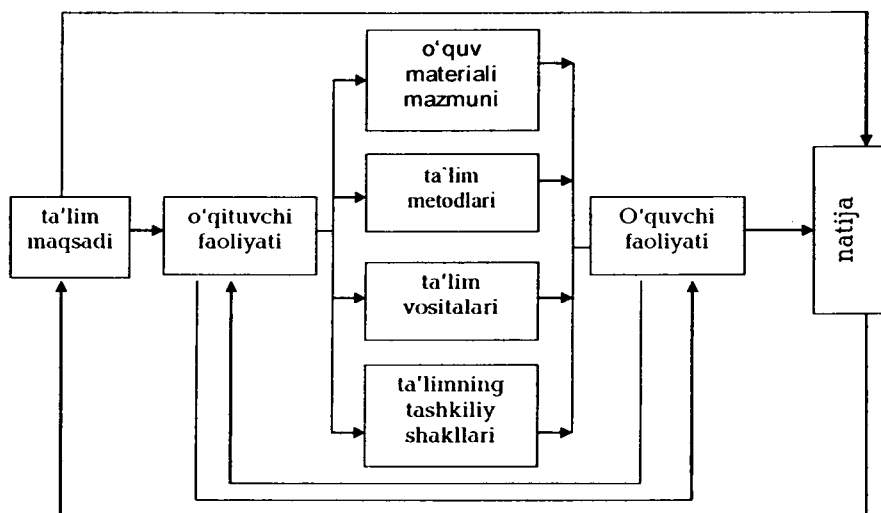 ta'lim
maqsadi
o'qituvchi
faoliyati
o'quv
materiali
mazmuni
ta`lim
metodlari
ta'lim
vositalari
ta'limning
tashkiliy
shakllari
O'quvchi
faoliyati
natija